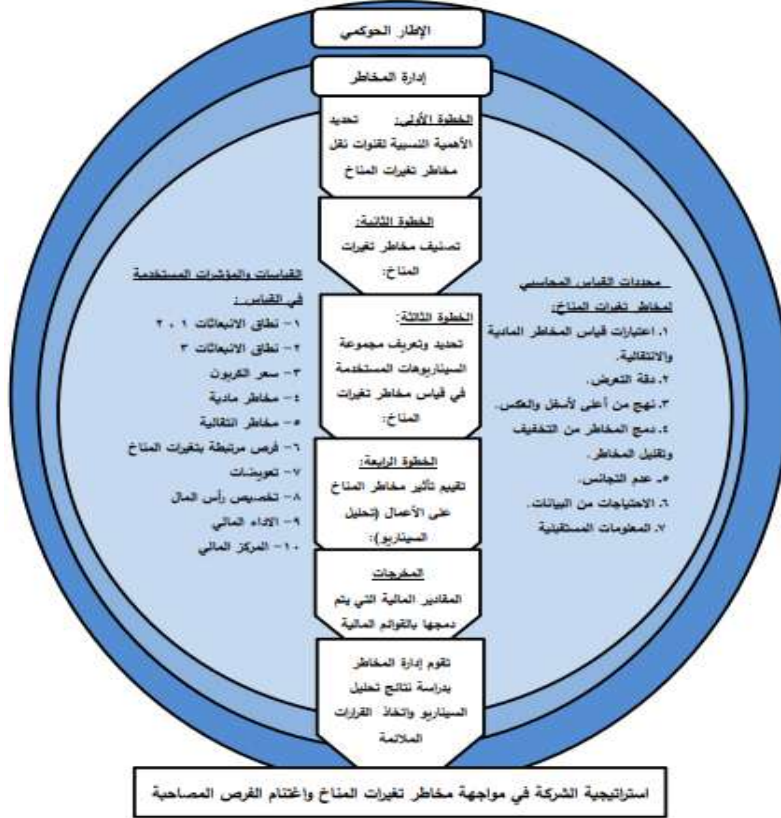 الإطار الحوكمي
إدارة المخاطر
الخطوة الأولى: تحديد
الأهمية النسبية لقنوات نقل
مخاطر تغيرات المناخ
الخطوة الثانية:
تصنيف مخاطر تغيرات
المناخ:
الخطوة الثالثة:
تحديد وتعريف مجموعة
السيناريوهات المستخدمة
في قياس مخاطر تغيرات
المناخ:
الخطوة الرابعة:
تقييم تأثير مخاطر المناخ
على الأعمال (تحليل
السيناريو):
المخرجات
المقادير المالية التي يتم
دمجها بالقوائم المالية
تقوم إدارة المخاطر
بدراسة نتائج تحليل
السيناريو واتخاذ القرارات
الملائمة
محددات القياس المحاسبي
لمخاطر تغيرات المناخ:
١. اعتبارات قياس المخاطر المادية
والانتقالية.
٢. دقة التعرض.
٣. نهج من أعلى لأسفل والعكس.
٤. دمج المخاطر من التخفيف
وتقليل المخاطر.
٥. عدم التجانس.
٦. الاحتياجات من البيانات.
٧. المعلومات المستقبلية
القياسات والمؤشرات المستخدمة
في القياس:
١- نطاق الانبعاثات ١ ، ٢
٢- نطاق الانبعاثات ٣
٣- سعر الكربون
٤- مخاطر مادية
٥- مخاطر انتقالية
٦- فرص مرتبطة بتغيرات المناخ
٧- تعويضات
٨- تخصيص رأس المال
٩- الاداء المالي
١٠- المركز المالي
استراتيجية الشركة في مواجهة مخاطر تغيرات المناخ وإغتنام الفرص المصاحبة